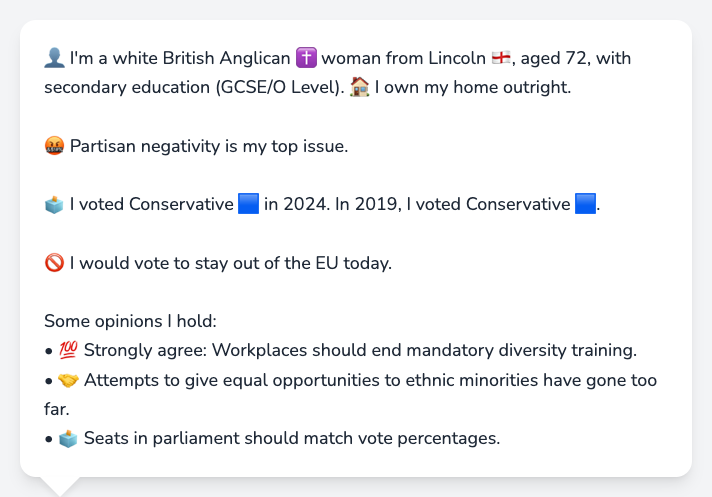 👤 I'm a white British Anglican ✝️ woman from Lincoln 🏴󠁧󠁢󠁥󠁮󠁧󠁿, aged 72, with
secondary education (GCSE/O Level). 🏠 I own my home outright.
🤬 Partisan negativity is my top issue.
🗳️ I voted Conservative 🟦 in 2024. In 2019, I voted Conservative 🟦.
🚫 I would vote to stay out of the EU today.
Some opinions I hold:
• 💯 Strongly agree: Workplaces should end mandatory diversity training.
• 🤝 Attempts to give equal opportunities to ethnic minorities have gone too
far.
• 🗳️ Seats in parliament should match vote percentages.